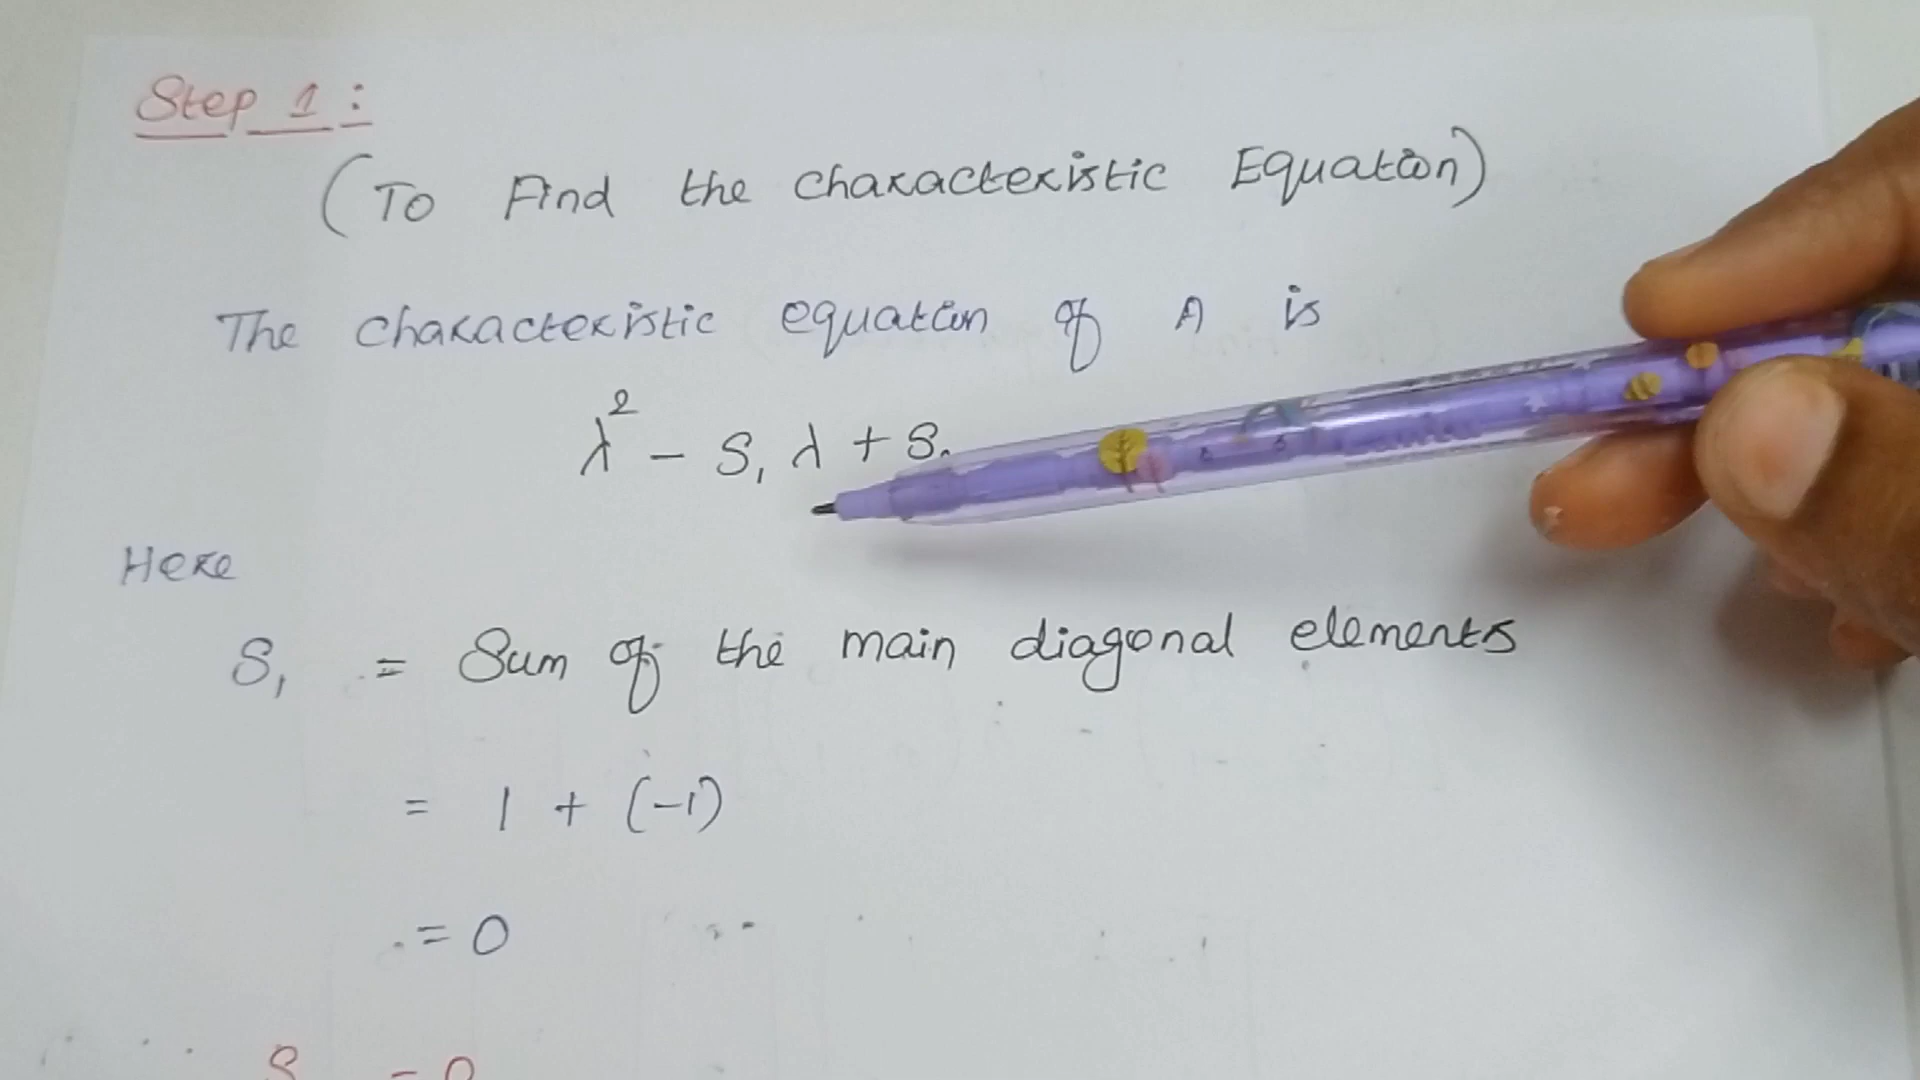 Step 1 :
(To Find the characteristic Equation)
The characteristic equation of A is
λ² - S₁ λ + S
Here
S₁ = Sum of the main diagonal elements
= 1 + (-1)
= 0
S = 0